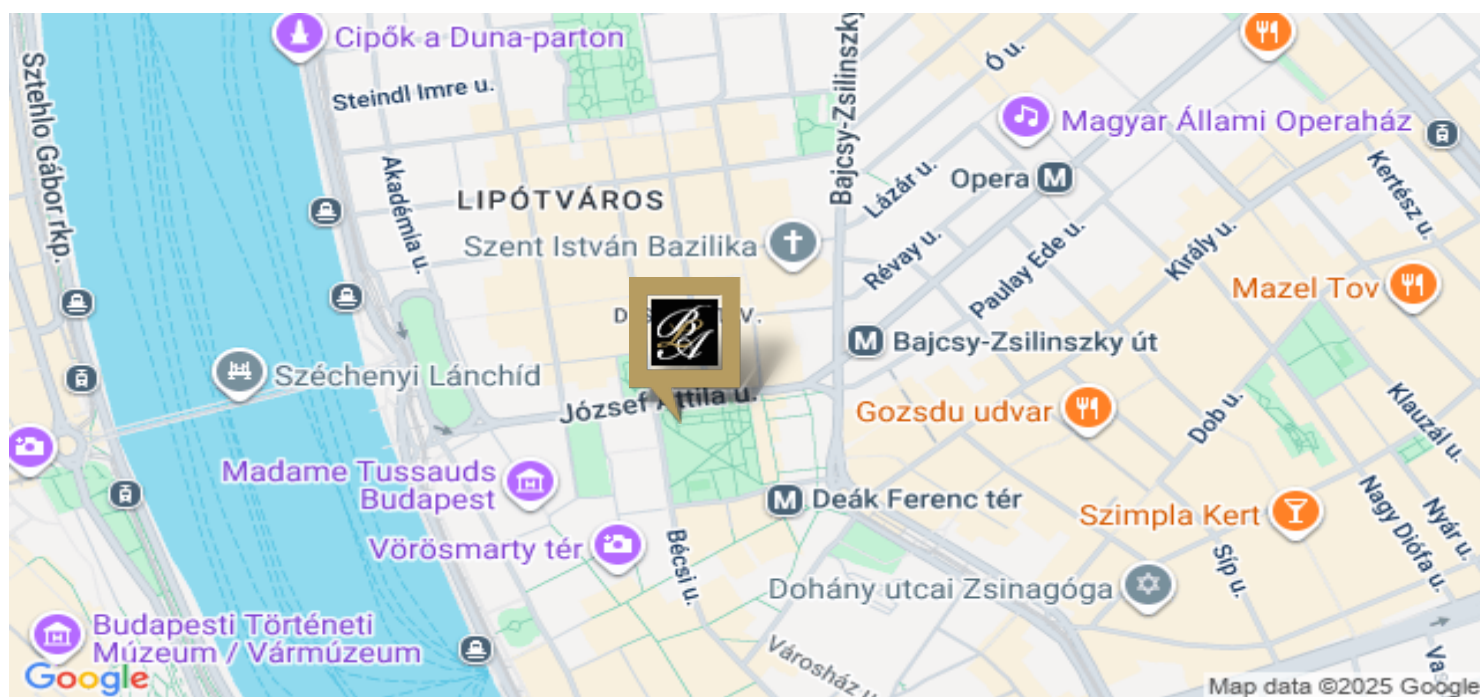 Cipők a Duna-parton
Steindl Imre u.
Sztehlo Gábor rkp.
Akadémia u.
Bajcsy-Zsilinszky
Ó u.
Magyar Állami Operaház
Opera M
Lázár u.
Kertész u.
LIPÓTVÁROS
Szent István Bazilika
Révay u.
Paulay Ede u.
Király u.
Mazel Tov
M Bajcsy-Zsilinszky út
Széchenyi Lánchíd
József Attila u.
Gozsdu udvar
Dob u.
Klauzál u.
Madame Tussauds
Budapest
M Deák Ferenc tér
Szimpla Kert
Nagy Diófa u.
Nyár u.
Vörösmarty tér
Bécsi u.
Síp u.
Dohány utcai Zsinagóga
Budapesti Történeti
Múzeum / Vármúzeum
Városház u.
Google
Map data ©2025 Google